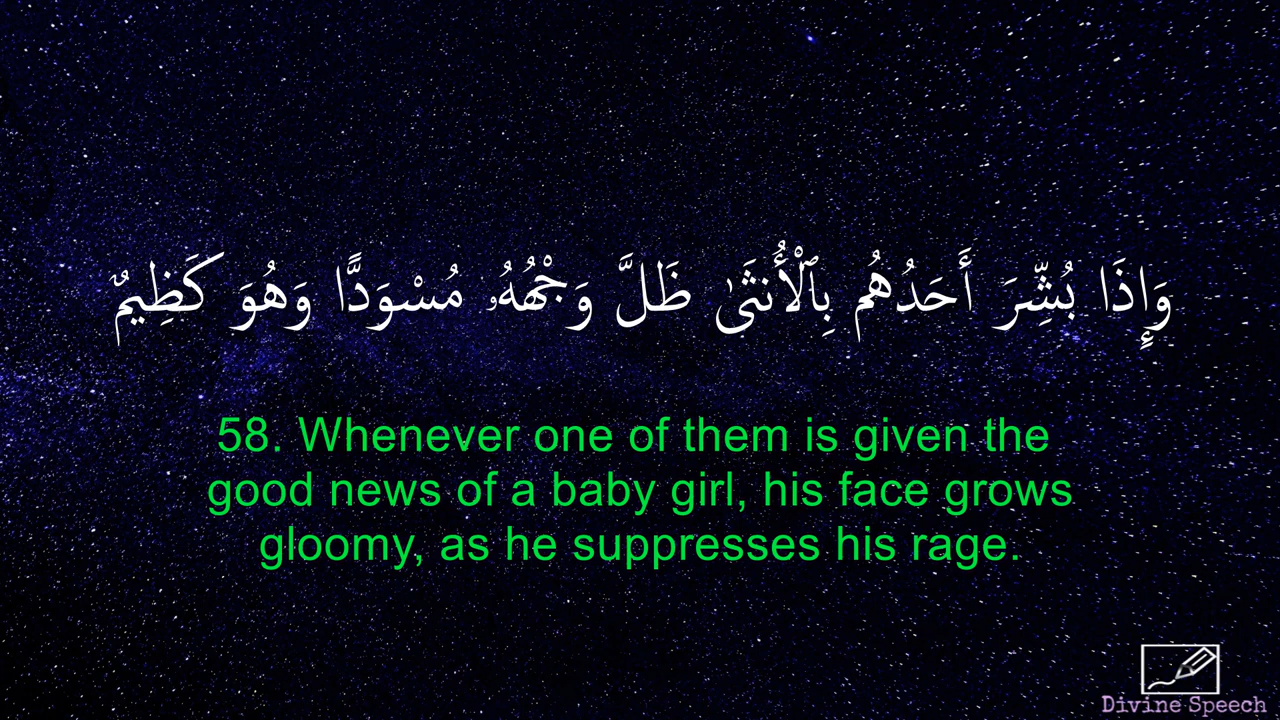 وَإِذَا بُشِّرَ أَحَدُهُم بِٱلْأُنثَىٰ ظَلَّ وَجْهُهُۥ مُسْوَدًّا وَهُوَ كَظِيمٌ
58. Whenever one of them is given the
good news of a baby girl, his face grows
gloomy, as he suppresses his rage.
Divine Speech